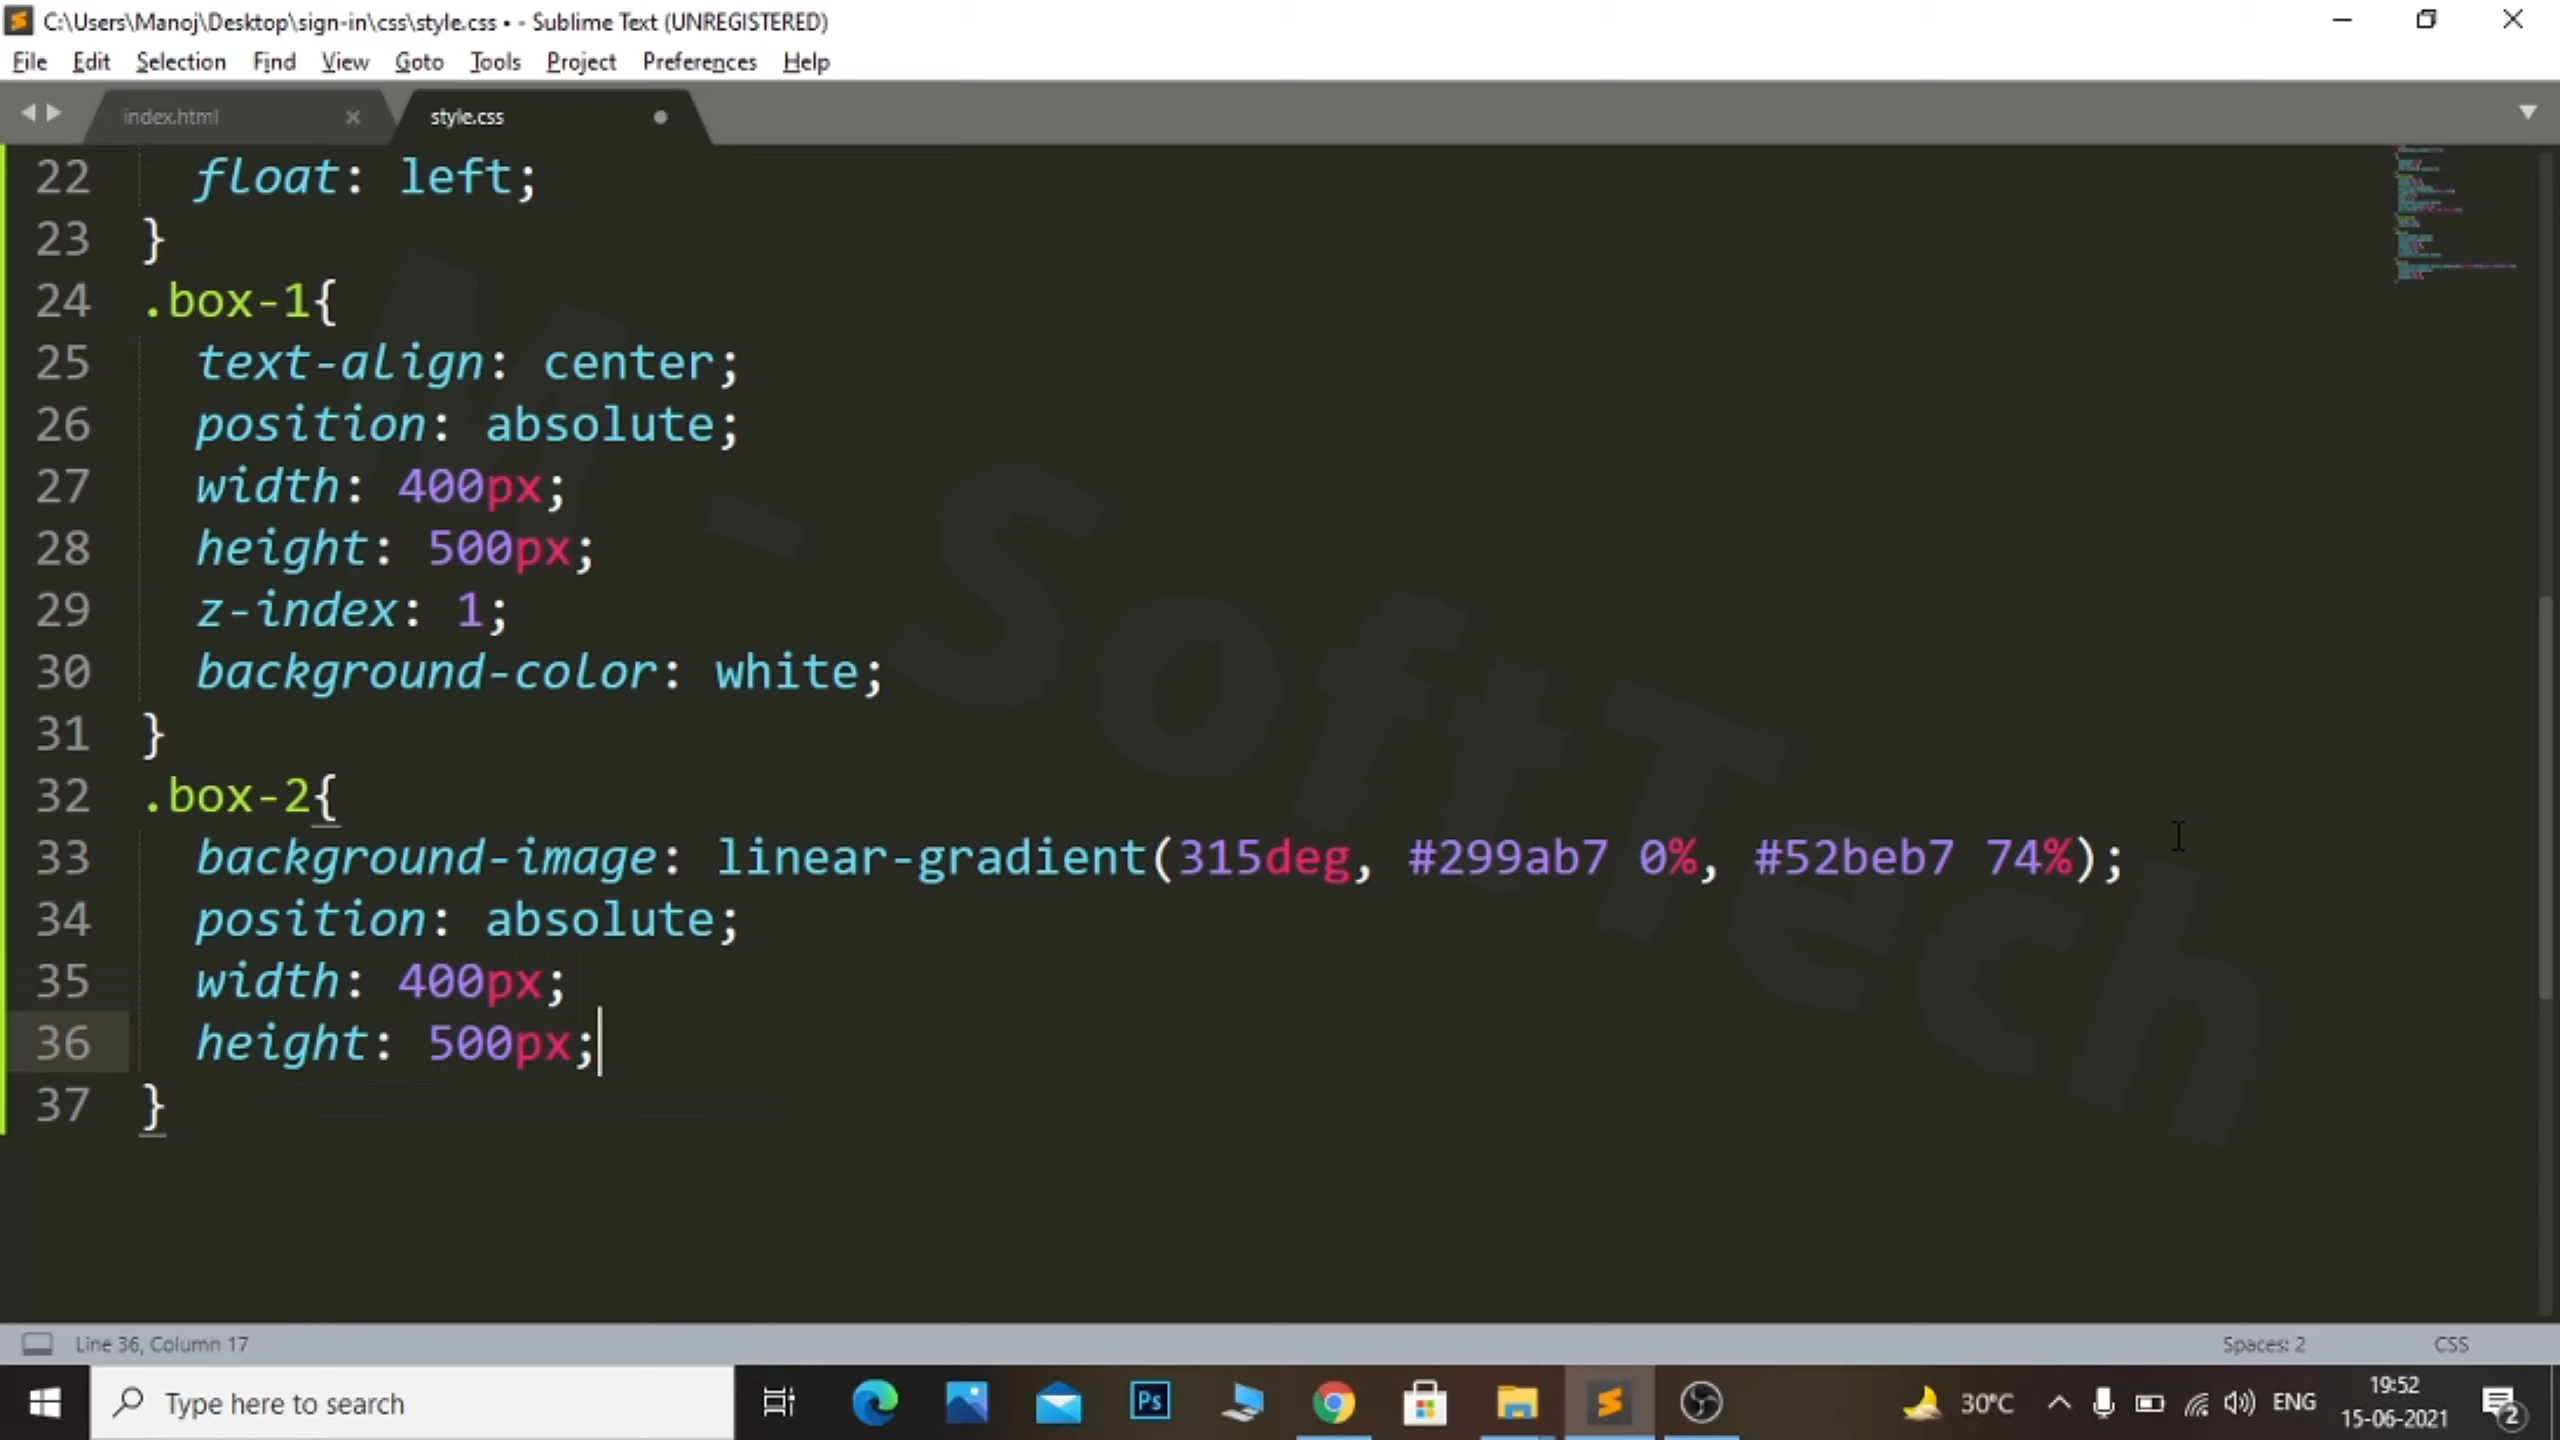 C:\Users\Manoj\Desktop\sign-in\css\style.css • - Sublime Text (UNREGISTERED)
File Edit Selection Find View Goto Tools Project Preferences Help
index.html style.css
22 float: left;
23 }
24 .box-1{
25 text-align: center;
26 position: absolute;
27 width: 400px;
28 height: 500px;
29 z-index: 1;
30 background-color: white;
31 }
32 .box-2{
33 background-image: linear-gradient(315deg, #299ab7 0%, #52beb7 74%);
34 position: absolute;
35 width: 400px;
36 height: 500px;
37 }
M - SoftTech
Line 36, Column 17 Spaces: 2 CSS
Type here to search Ps 30°C ENG 19:52
15-06-2021 2